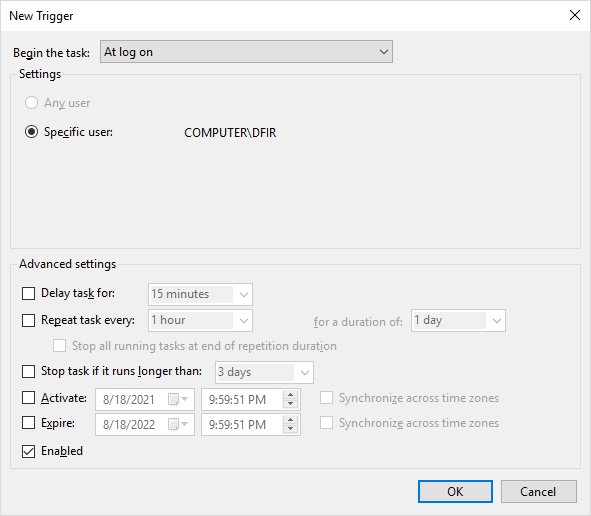 New Trigger
Begin the task: At log on
Settings
Any user
Specific user: COMPUTER\DFIR
Advanced settings
Delay task for: 15 minutes
Repeat task every: 1 hour for a duration of: 1 day
Stop all running tasks at end of repetition duration
Stop task if it runs longer than: 3 days
Activate: 8/18/2021 9:59:51 PM Synchronize across time zones
Expire: 8/18/2022 9:59:51 PM Synchronize across time zones
Enabled
OK Cancel